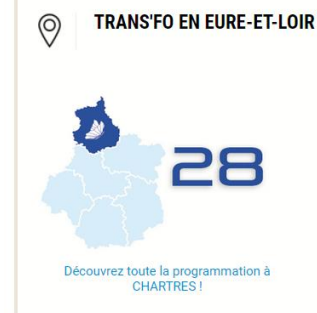 TRANS'FO EN EURE-ET-LOIR
28
Découvrez toute la programmation à
CHARTRES !